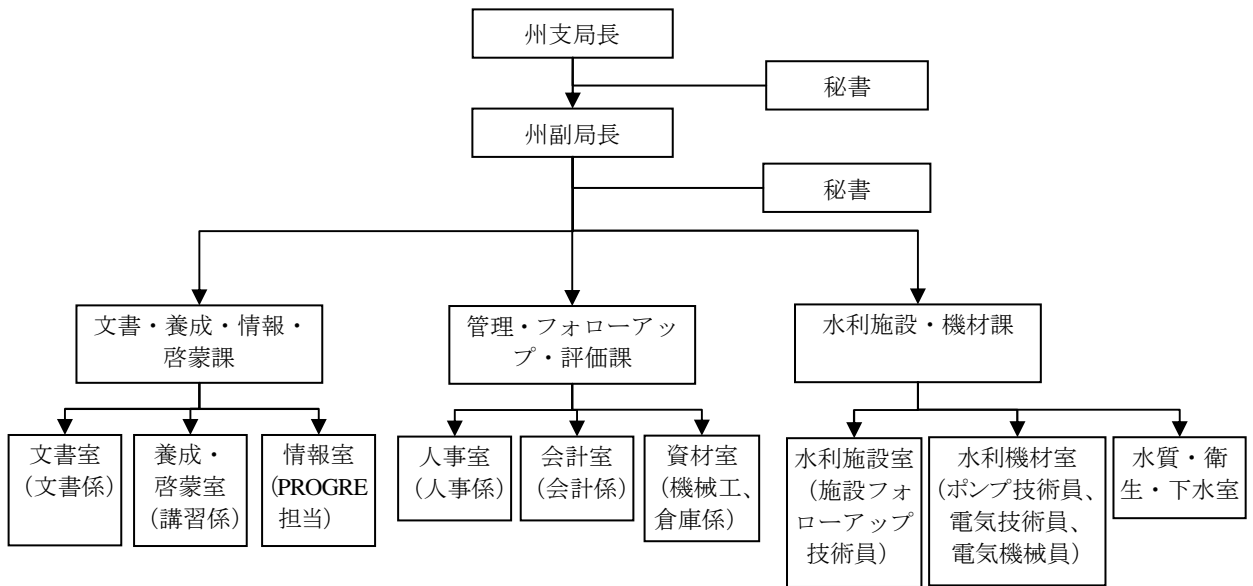 州支局長
秘書
州副局長
秘書
文書・養成・情報・
啓蒙課
管理・フォローアッ
プ・評価課
水利施設・機材課
文書室
(文書係)
養成・
啓蒙室
(講習係)
情報室
(PROGRE
担当)
人事室
(人事係)
会計室
(会計係)
資材室
(機械工、
倉庫係)
水利施設室
(施設フォ
ローアップ
技術員)
水利機材室
(ポンプ技術員、
電気技術員、
電気機械員)
水質・衛
生・下水室